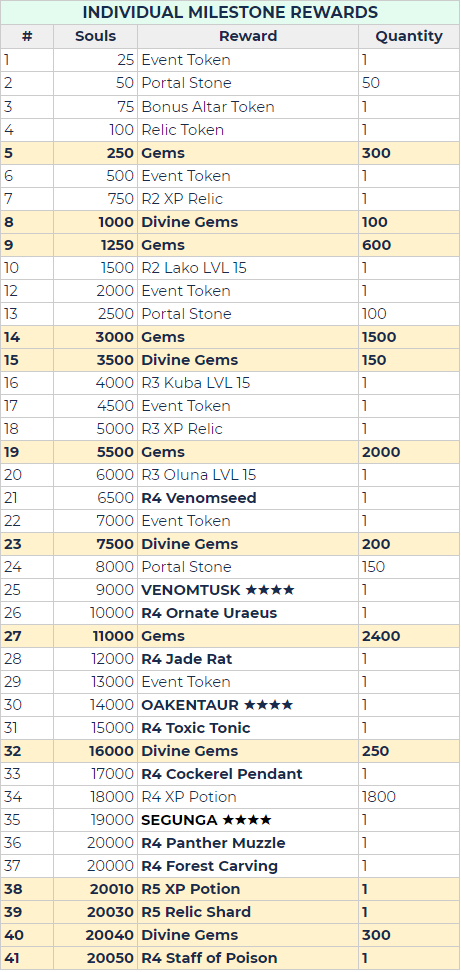 INDIVIDUAL MILESTONE REWARDS
# Souls Reward Quantity
1 25 Event Token 1
2 50 Portal Stone 50
3 75 Bonus Altar Token 1
4 100 Relic Token 1
5 250 Gems 300
6 500 Event Token 1
7 750 R2 XP Relic 1
8 1000 Divine Gems 100
9 1250 Gems 600
10 1500 R2 Lako LVL 15 1
12 2000 Event Token 1
13 2500 Portal Stone 100
14 3000 Gems 1500
15 3500 Divine Gems 150
16 4000 R3 Kuba LVL 15 1
17 4500 Event Token 1
18 5000 R3 XP Relic 1
19 5500 Gems 2000
20 6000 R3 Oluna LVL 15 1
21 6500 R4 Venomseed 1
22 7000 Event Token 1
23 7500 Divine Gems 200
24 8000 Portal Stone 150
25 9000 VENOMTUSK ★★★★ 1
26 10000 R4 Ornate Uraeus 1
27 11000 Gems 2400
28 12000 R4 Jade Rat 1
29 13000 Event Token 1
30 14000 OAKENTAUR ★★★★ 1
31 15000 R4 Toxic Tonic 1
32 16000 Divine Gems 250
33 17000 R4 Cockerel Pendant 1
34 18000 R4 XP Potion 1800
35 19000 SEGUNGA ★★★★ 1
36 20000 R4 Panther Muzzle 1
37 20000 R4 Forest Carving 1
38 20010 R5 XP Potion 1
39 20030 R5 Relic Shard 1
40 20040 Divine Gems 300
41 20050 R4 Staff of Poison 1